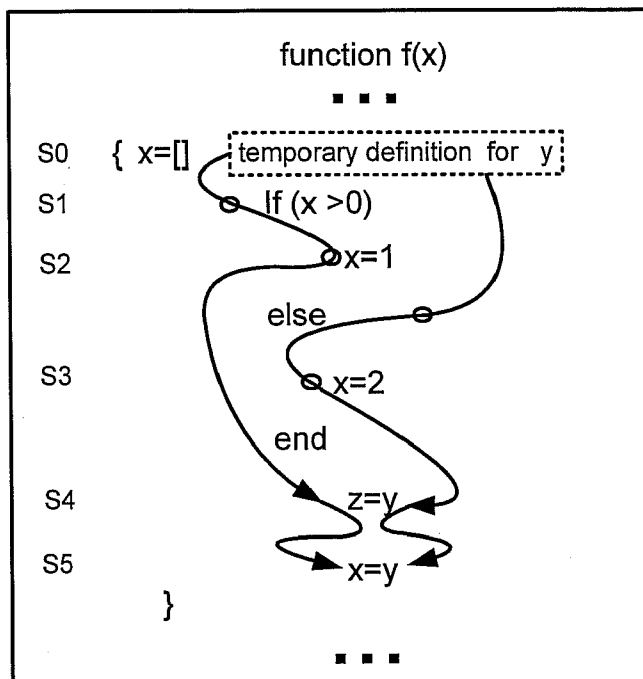 function f(x)
...
S0 { x=[] temporary definition for y
S1 If (x >0)
S2 x=1
else
S3 x=2
end
S4 z=y
S5 x=y
}
...